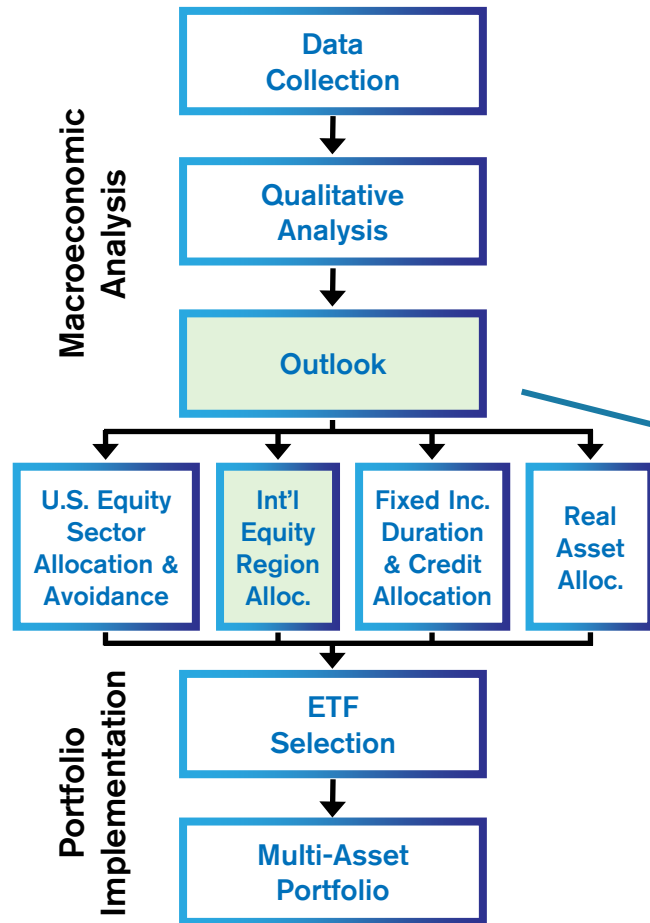 Macroeconomic
Analysis
Data
Collection
Qualitative
Analysis
Outlook
U.S. Equity
Sector
Allocation &
Avoidance
Int'l
Equity
Region
Alloc.
Fixed Inc.
Duration
& Credit
Allocation
Real
Asset
Alloc.
Portfolio
Implementation
ETF
Selection
Multi-Asset
Portfolio